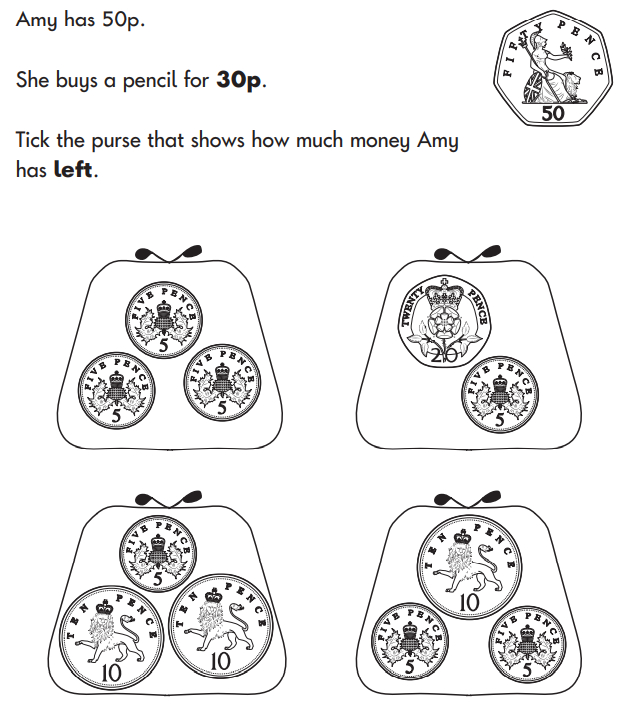 Amy has 50p.
FIFTY PENCE
50
She buys a pencil for 30p.
Tick the purse that shows how much money Amy
has left.
FIVE PENCE
5
FIVE PENCE
5
FIVE PENCE
5
TWENTY PENCE
20
FIVE PENCE
5
FIVE PENCE
5
TEN PENCE
10
TEN PENCE
10
TEN PENCE
10
FIVE PENCE
5
FIVE PENCE
5